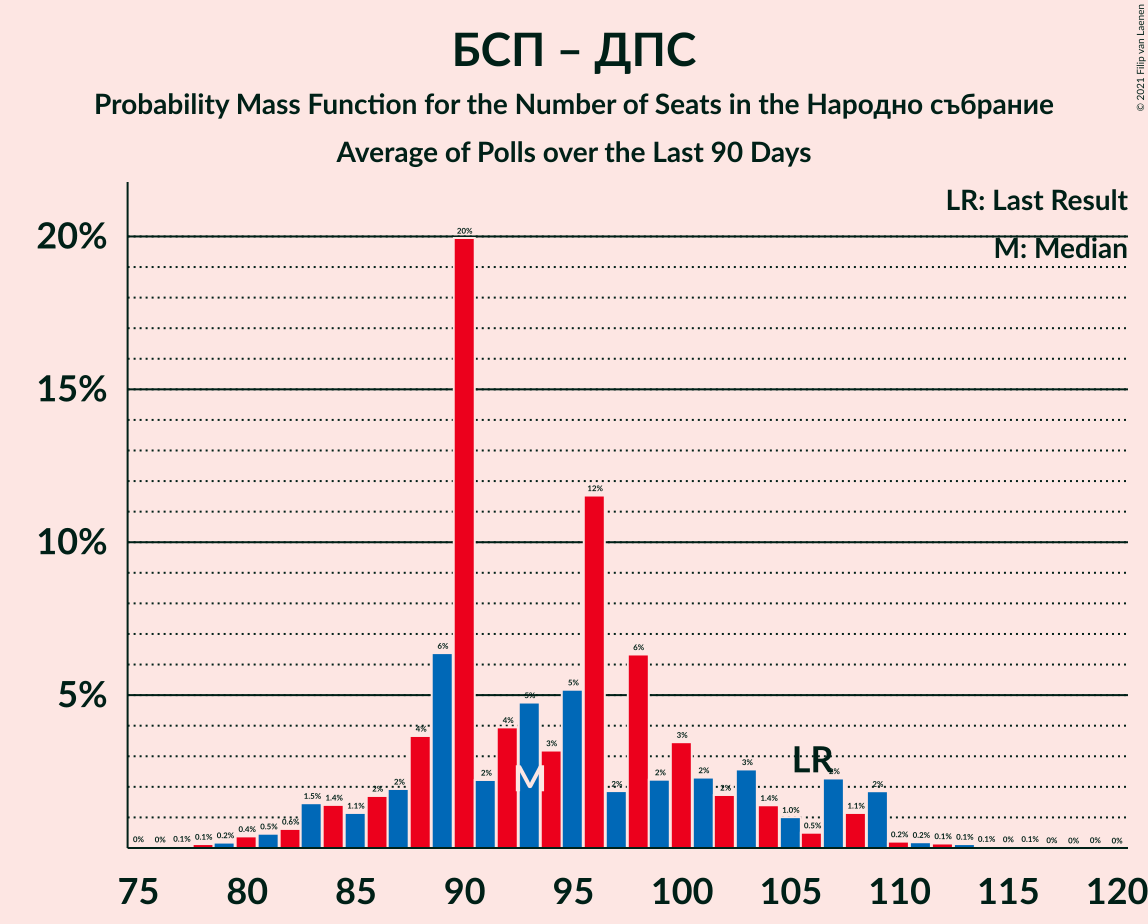 БСП – ДПС
Probability Mass Function for the Number of Seats in the Народно събрание
Average of Polls over the Last 90 Days
© 2021 Filip van Laenen
LR: Last Result
M: Median
20%
15%
10%
5%
0% 0% 0.1% 0.1% 0.2% 0.4% 0.5% 0.6% 1.5% 1.4% 1.1% 2% 2% 4% 6% 20% 2% 4% 5% 3% 5% 12% 2% 6% 2% 3% 2% 2% 3% 1.4% 1.0% 0.5% 2% 1.1% 2% 0.2% 0.2% 0.1% 0.1% 0.1% 0% 0.1% 0% 0% 0% 0%
M
LR
75 80 85 90 95 100 105 110 115 120